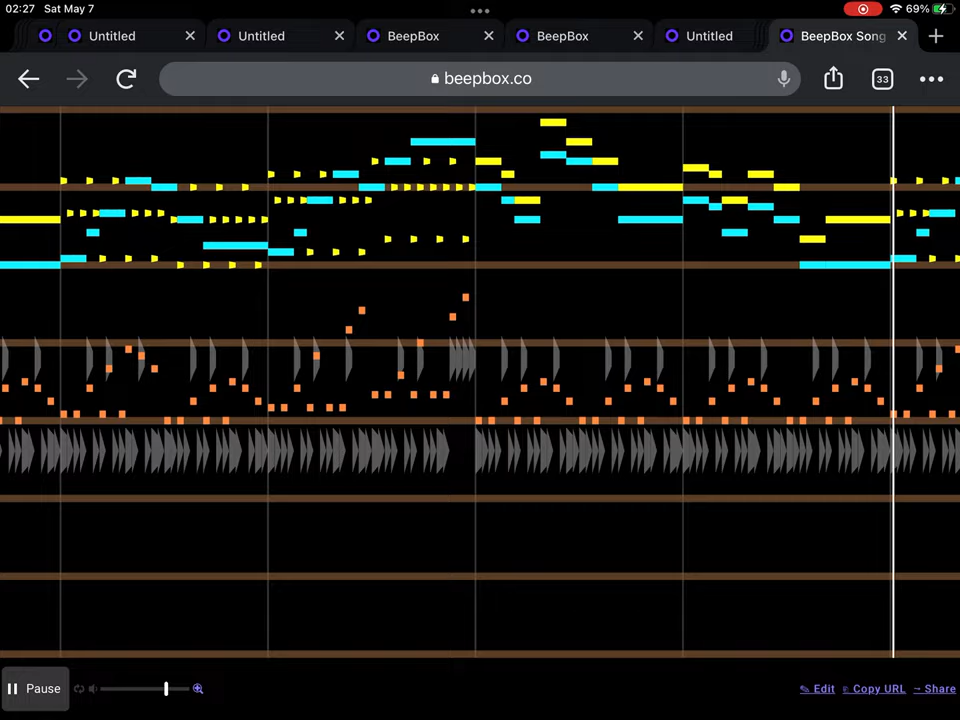 02:27 Sat May 7 69%
Untitled Untitled BeepBox BeepBox Untitled BeepBox Song
beepbox.co 33
Pause Edit Copy URL Share